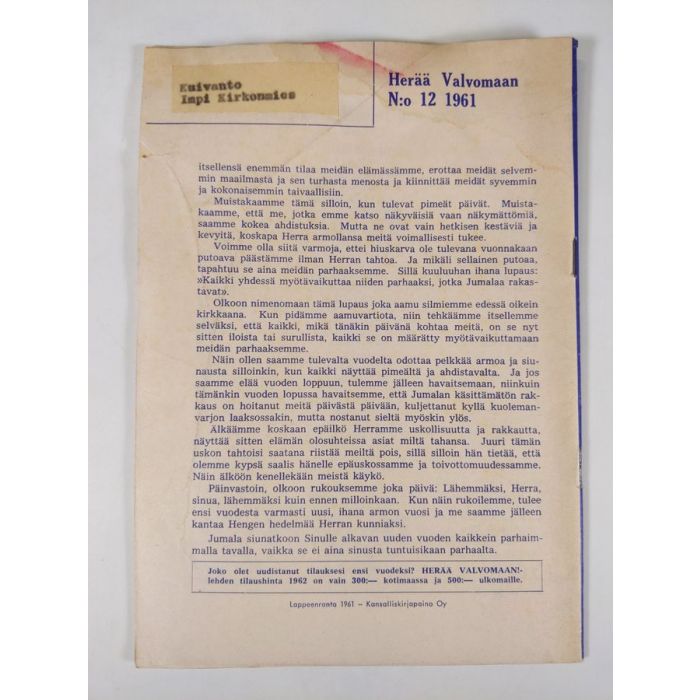 Kuivanto
Impi Kirkonmies
Herää Valvomaan
N:o 12 1961
itsellensä enemmän tilaa meidän elämässämme, erottaa meidät selvem-
min maailmasta ja sen turhasta menosta ja kiinnittää meidät syvemmin
ja kokonaisemmin taivaallisiin.
Muistakaamme tämä silloin, kun tulevat pimeät päivät. Muista-
kaamme, että me, jotka emme katso näkyväisiä vaan näkymättömiä,
saamme kokea ahdistuksia. Mutta ne ovat vain hetkisen kestäviä ja
kevyitä, koskapa Herra armollansa meitä voimallisesti tukee.
Voimme olla siitä varmoja, ettei hiuskarva ole tulevana vuonnakaan
putoava päästämme ilman Herran tahtoa. Ja mikäli sellainen putoaa,
tapahtuu se aina meidän parhaaksemme. Sillä kuuluuhan ihana lupaus:
»Kaikki yhdessä myötävaikuttaa niiden parhaaksi, jotka Jumalaa rakas-
tavat».
Olkoon nimenomaan tämä lupaus joka aamu silmiemme edessä oikein
kirkkaana. Kun pidämme aamuvartiota, niin tehkäämme itsellemme
selväksi, että kaikki, mikä tänäkin päivänä kohtaa meitä, on se nyt
sitten iloista tai surullista, kaikki se on määrätty myötävaikuttamaan
meidän parhaaksemme.
Näin ollen saamme tulevalta vuodelta odottaa pelkkää armoa ja siu-
nausta silloinkin, kun kaikki näyttää pimeältä ja ahdistavalta. Ja jos
saamme elää vuoden loppuun, tulemme jälleen havaitsemaan, niinkuin
tämänkin vuoden lopussa havaitsemme, että Jumalan käsittämätön rak-
kaus on hoitanut meitä päivästä päivään, kuljettanut kyllä kuoleman-
varjon laaksossakin, mutta nostanut sieltä myöskin ylös.
Älkäämme koskaan epäilkö Herramme uskollisuutta ja rakkautta,
näyttää sitten elämän olosuhteissa asiat miltä tahansa. Juuri tämän
uskon tahtoisi saatana riistää meiltä pois, sillä silloin hän tietää, että
olemme kypsä saalis hänelle epäuskossamme ja toivottomuudessamme.
Näin älköön kenellekään meistä käykö.
Päinvastoin, olkoon rukouksemme joka päivä: Lähemmäksi, Herra,
sinua, lähemmäksi kuin ennen milloinkaan. Kun näin rukoilemme, tulee
ensi vuodesta varmasti uusi, ihana armon vuosi ja me saamme jälleen
kantaa Hengen hedelmää Herran kunniaksi.
Jumala siunatkoon Sinulle alkavan uuden vuoden kaikkein parhaim-
malla tavalla, vaikka se ei aina sinusta tuntuisikaan parhaalta.
Joko olet uudistanut tilauksesi ensi vuodeksi? HERÄÄ VALVOMAAN!-
lehden tilaushinta 1962 on vain 300:— kotimaassa ja 500:— ulkomaille.
Lappeenranta 1961 – Kansalliskirjapaino Oy